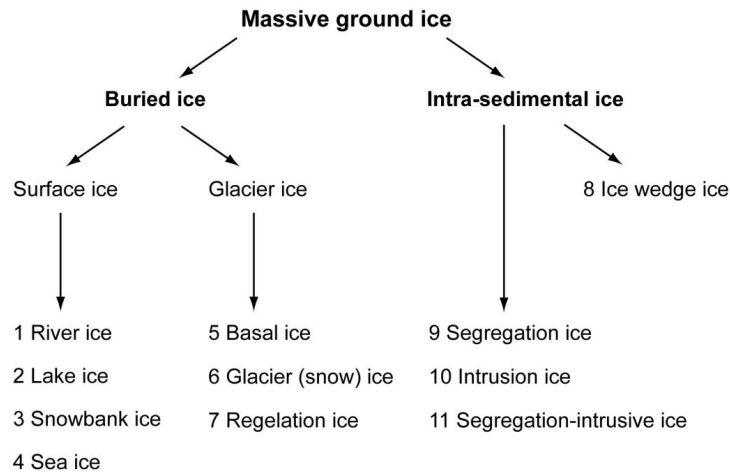 Massive ground ice
Buried ice
Intra-sedimental ice
Surface ice
Glacier ice
8 Ice wedge ice
1 River ice
2 Lake ice
3 Snowbank ice
4 Sea ice
5 Basal ice
6 Glacier (snow) ice
7 Regelation ice
9 Segregation ice
10 Intrusion ice
11 Segregation-intrusive ice